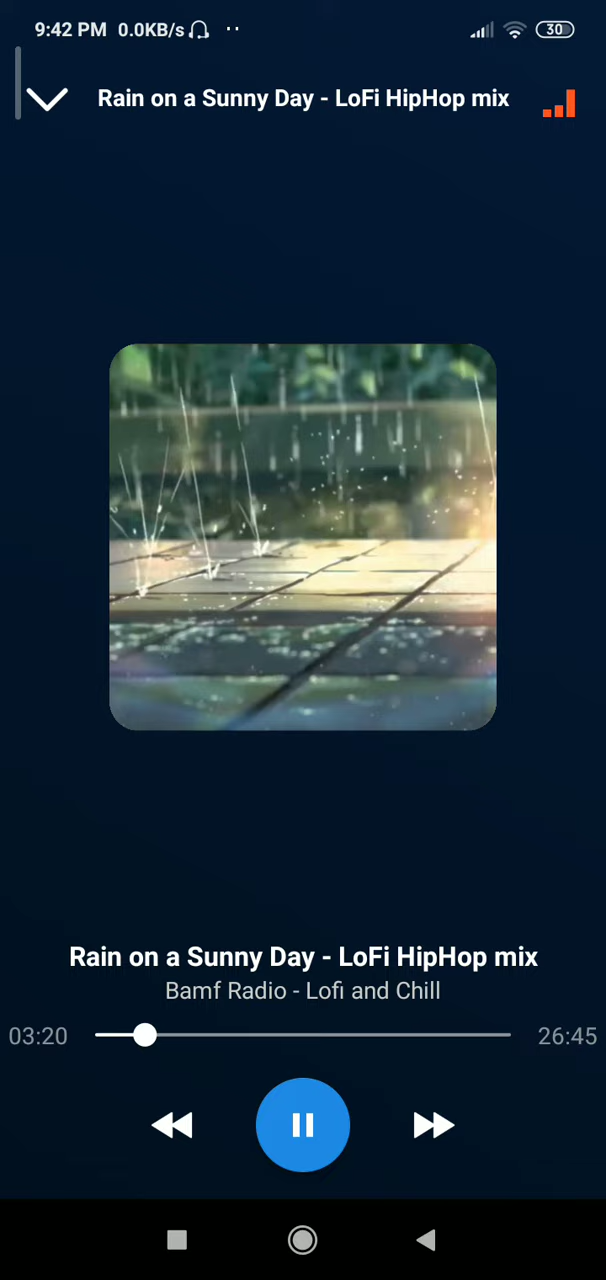 9:42 PM 0.0KB/s 30
Rain on a Sunny Day - LoFi HipHop mix
Rain on a Sunny Day - LoFi HipHop mix
Bamf Radio - Lofi and Chill
03:20 26:45